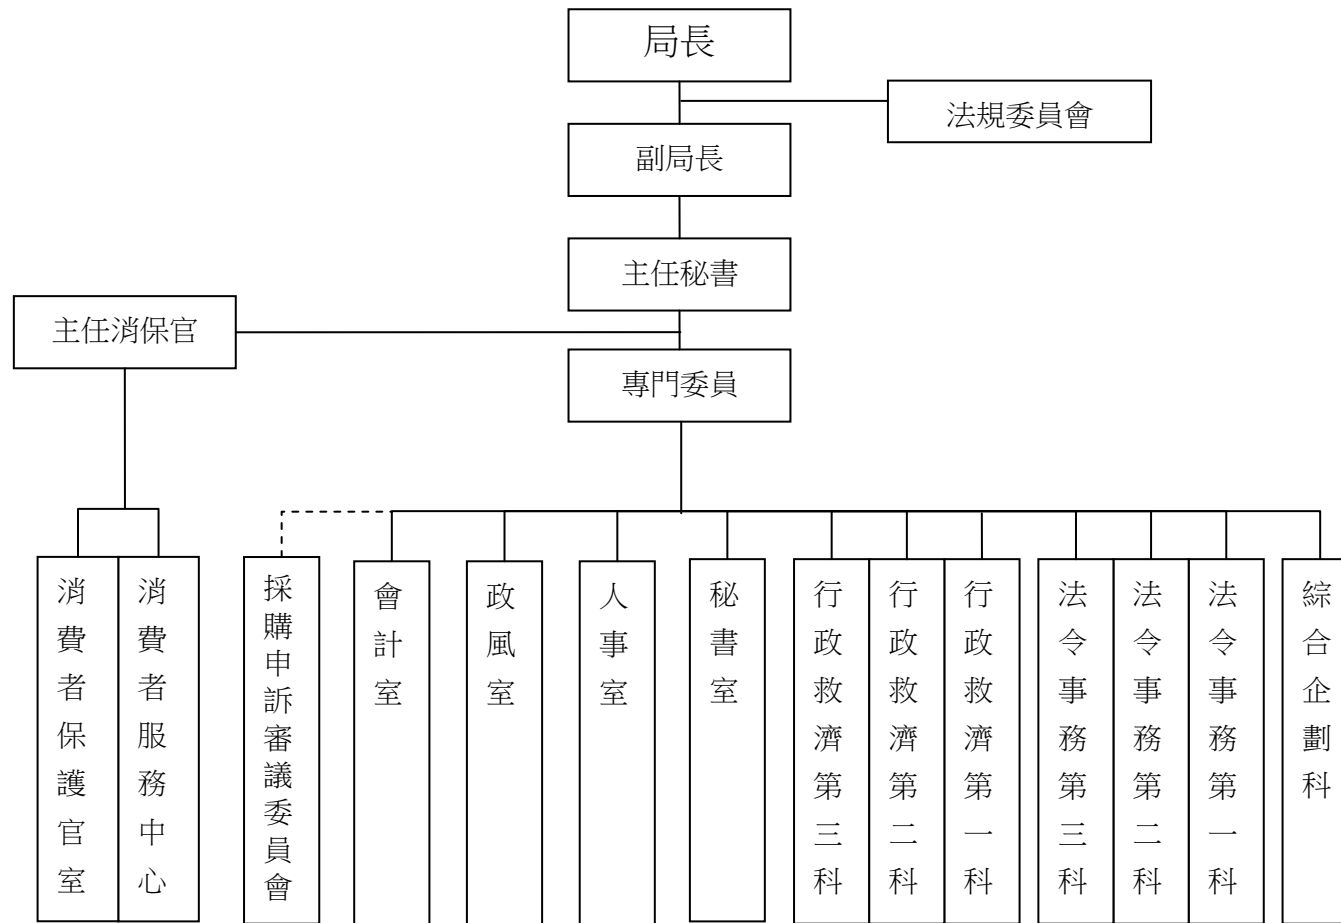 局長
法規委員會
副局長
主任秘書
主任消保官
專門委員
消費者保護官室
消費者服務中心
採購申訴審議委員會
會計室
政風室
人事室
秘書室
行政救濟第三科
行政救濟第二科
行政救濟第一科
法令事務第三科
法令事務第二科
法令事務第一科
綜合企劃科